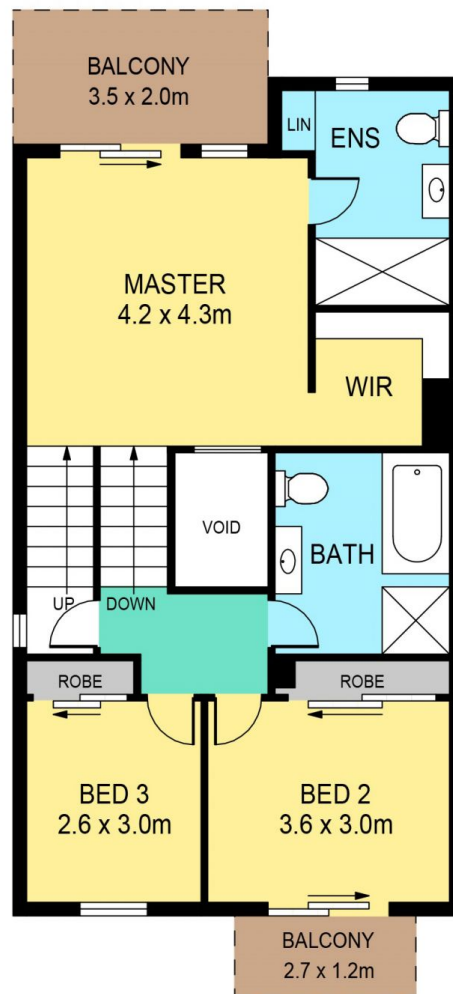 BALCONY
3.5 x 2.0m
LIN
ENS
MASTER
4.2 x 4.3m
WIR
VOID
BATH
UP
DOWN
ROBE
ROBE
BED 3
2.6 x 3.0m
BED 2
3.6 x 3.0m
BALCONY
2.7 x 1.2m